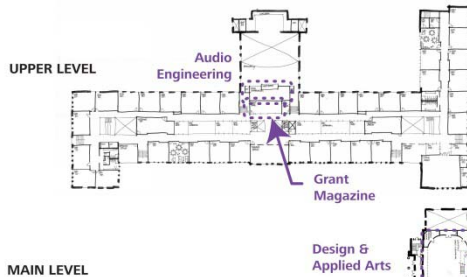 Audio
Engineering
UPPER LEVEL
Grant
Magazine
Design &
Applied Arts
MAIN LEVEL